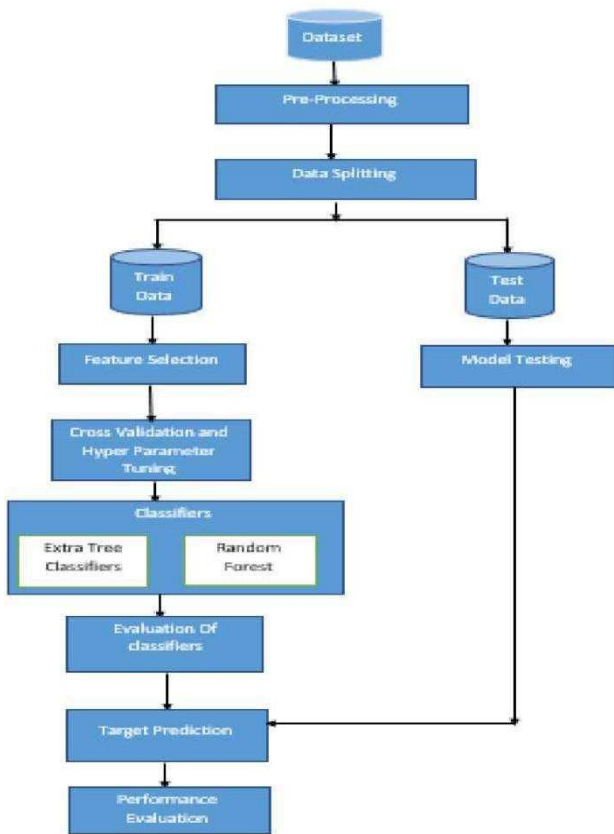 Dataset
Pre-Processing
Data Splitting
Train
Data
Test
Data
Feature Selection
Model Testing
Cross Validation and
Hyper Parameter
Tuning
Classifiers
Extra Tree
Classifiers
Random
Forest
Evaluation Of
classifiers
Target Prediction
Performance
Evaluation